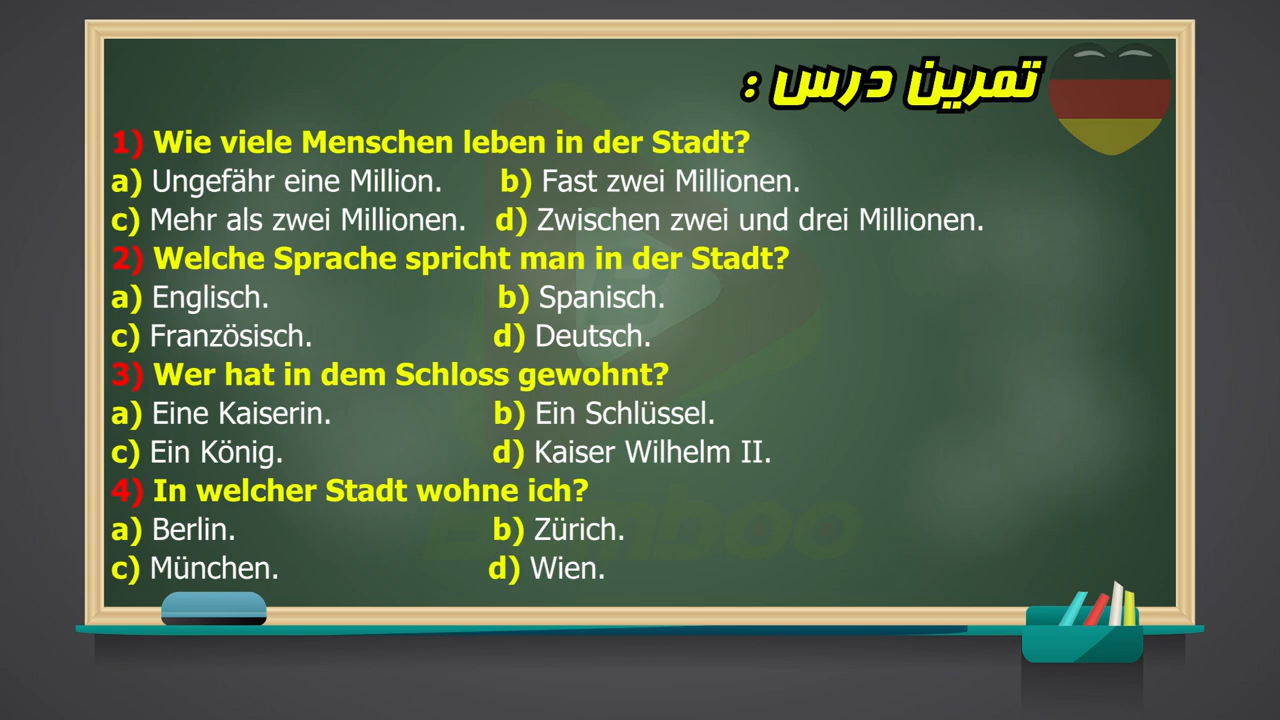 تمرین درس :
1) Wie viele Menschen leben in der Stadt?
a) Ungefähr eine Million. b) Fast zwei Millionen.
c) Mehr als zwei Millionen. d) Zwischen zwei und drei Millionen.
2) Welche Sprache spricht man in der Stadt?
a) Englisch. b) Spanisch.
c) Französisch. d) Deutsch.
3) Wer hat in dem Schloss gewohnt?
a) Eine Kaiserin. b) Ein Schlüssel.
c) Ein König. d) Kaiser Wilhelm II.
4) In welcher Stadt wohne ich?
a) Berlin. b) Zürich.
c) München. d) Wien.